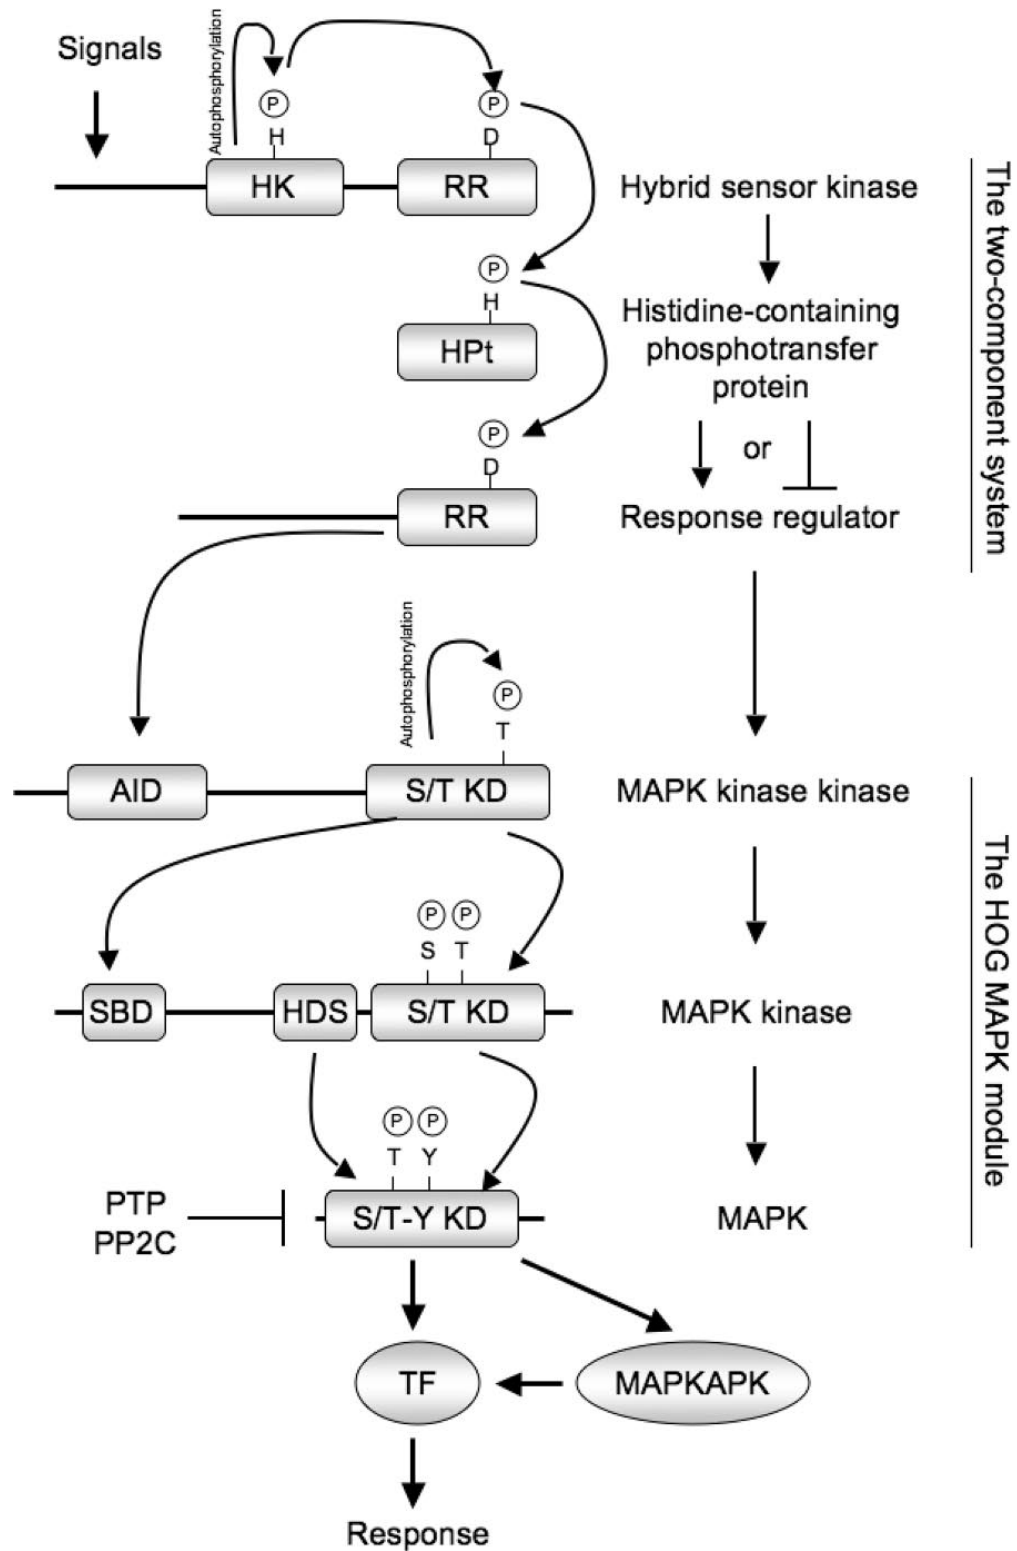 Signals
Autophosphorylation
P
P
H
D
HK
RR
Hybrid sensor kinase
P
H
HPt
Histidine-containing
phosphotransfer
protein
or
P
D
RR
Response regulator
The two-component system
Autophosphorylation
P
T
AID
S/T KD
MAPK kinase kinase
P P
S T
SBD
HDS
S/T KD
MAPK kinase
P P
T Y
PTP
PP2C
S/T-Y KD
MAPK
The HOG MAPK module
TF
MAPKAPK
Response